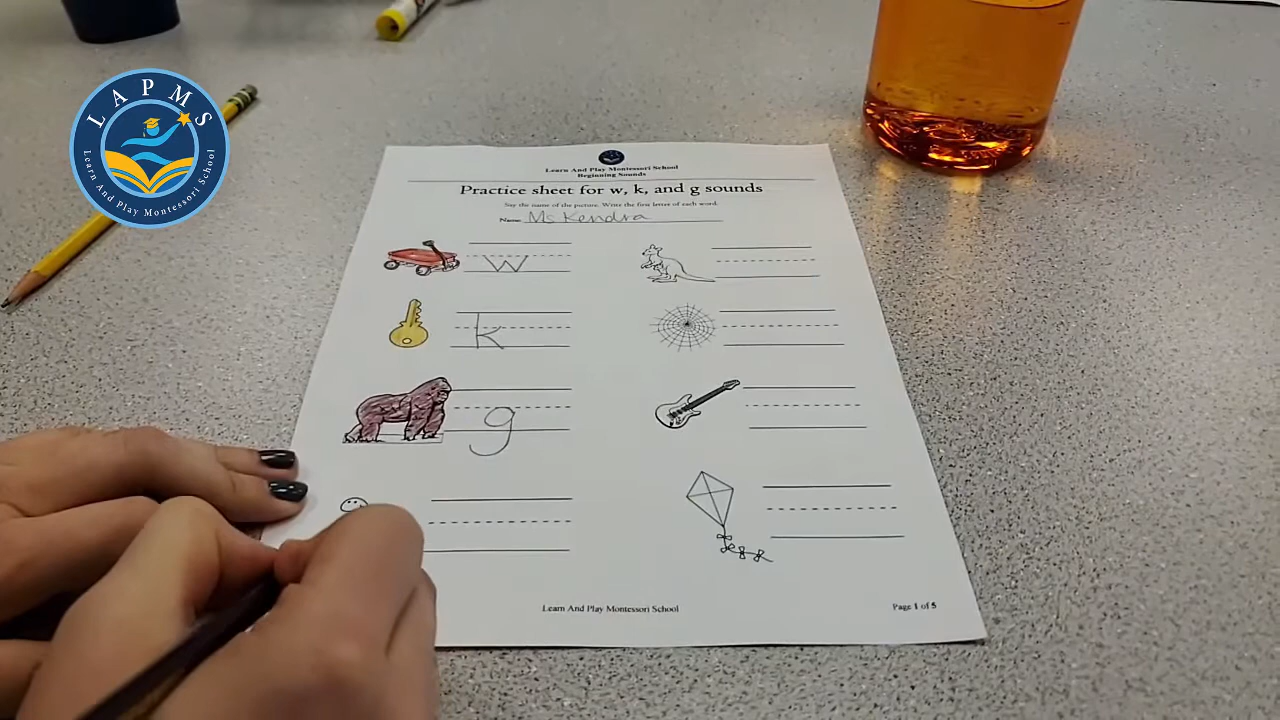 LAPMS
Learn And Play Montessori School
Learn And Play Montessori School
Beginning Sounds
Practice sheet for w, k, and g sounds
Say the name of the picture. Write the first letter of each word.
Name: Ms Kendra
w
k
g
Learn And Play Montessori School
Page 1 of 5